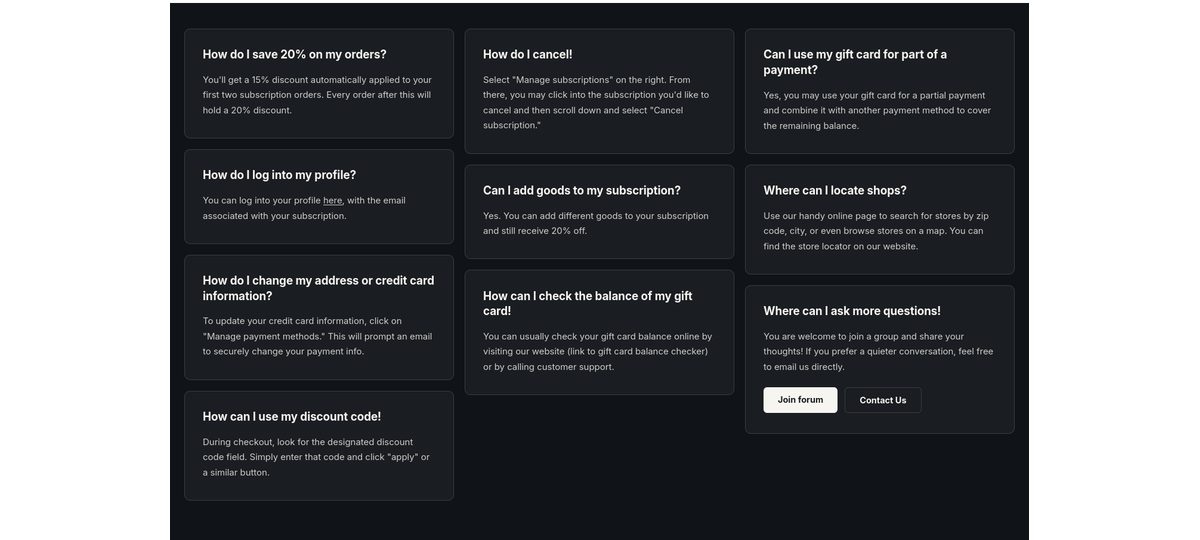 How do I save 20% on my orders?
You'll get a 15% discount automatically applied to your
first two subscription orders. Every order after this will
hold a 20% discount.
How do I log into my profile?
You can log into your profile here, with the email
associated with your subscription.
How do I change my address or credit card
information?
To update your credit card information, click on
"Manage payment methods." This will prompt an email
to securely change your payment info.
How can I use my discount code!
During checkout, look for the designated discount
code field. Simply enter that code and click "apply" or
a similar button.
How do I cancel!
Select "Manage subscriptions" on the right. From
there, you may click into the subscription you'd like to
cancel and then scroll down and select "Cancel
subscription."
Can I add goods to my subscription?
Yes. You can add different goods to your subscription
and still receive 20% off.
How can I check the balance of my gift
card!
You can usually check your gift card balance online by
visiting our website (link to gift card balance checker)
or by calling customer support.
Can I use my gift card for part of a
payment?
Yes, you may use your gift card for a partial payment
and combine it with another payment method to cover
the remaining balance.
Where can I locate shops?
Use our handy online page to search for stores by zip
code, city, or even browse stores on a map. You can
find the store locator on our website.
Where can I ask more questions!
You are welcome to join a group and share your
thoughts! If you prefer a quieter conversation, feel free
to email us directly.
Join forum
Contact Us